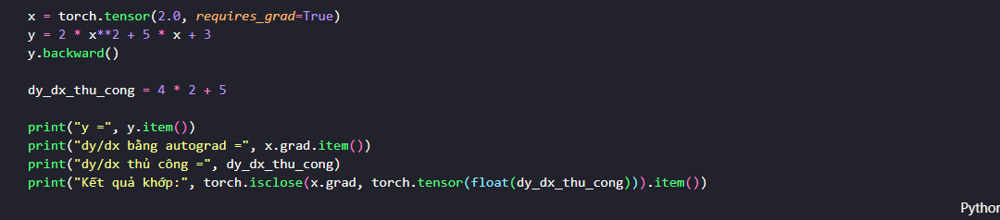 x = torch.tensor(2.0, requires_grad=True)
y = 2 * x**2 + 5 * x + 3
y.backward()
dy_dx_thu_cong = 4 * 2 + 5
print("y =", y.item())
print("dy/dx bằng autograd =", x.grad.item())
print("dy/dx thủ công =", dy_dx_thu_cong)
print("Kết quả khớp:", torch.isclose(x.grad, torch.tensor(float(dy_dx_thu_cong))).item())